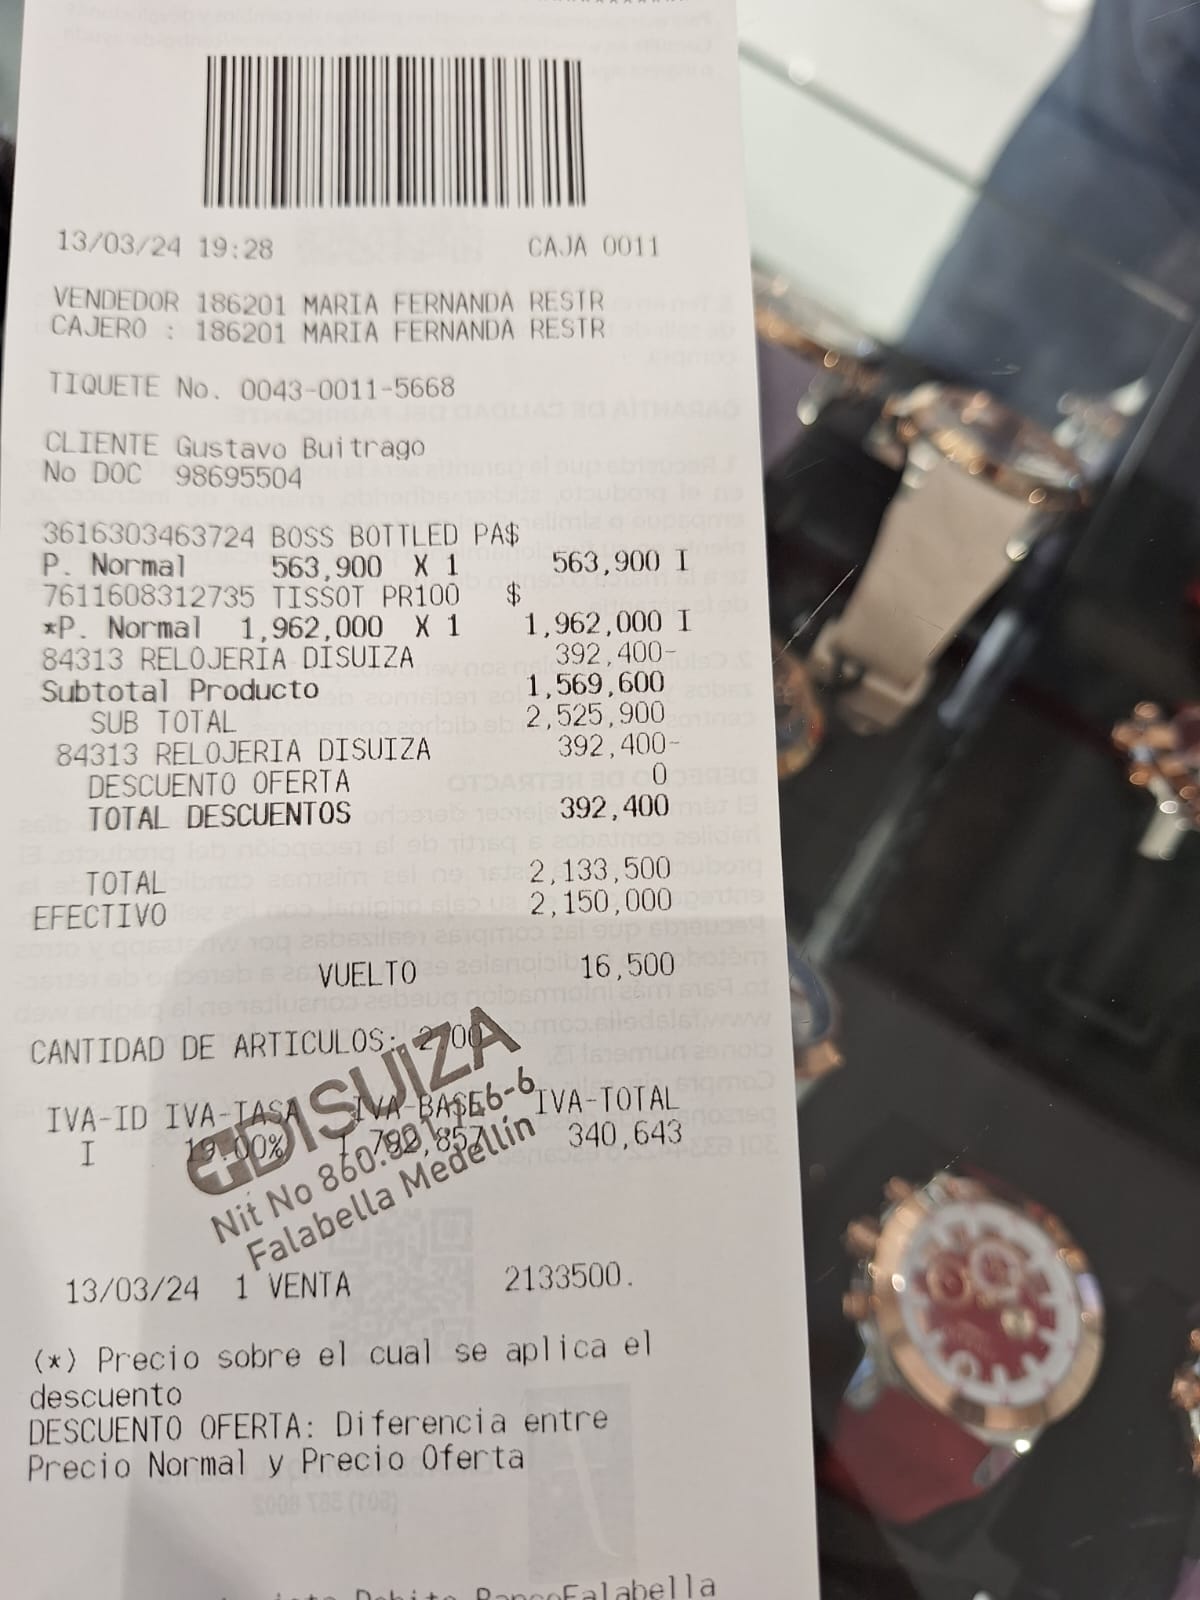 13/03/24 19:28 CAJA 0011
VENDEDOR 186201 MARIA FERNANDA RESTR
CAJERO : 186201 MARIA FERNANDA RESTR
TIQUETE No. 0043-0011-5668
CLIENTE Gustavo Buitrago
No DOC 98695504
3616303463724 BOSS BOTTLED PA$
P. Normal 563,900 X 1 563,900 I
7611608312735 TISSOT PR100 $
*P. Normal 1,962,000 X 1 1,962,000 I
84313 RELOJERIA DISUIZA 392,400-
Subtotal Producto 1,569,600
SUB TOTAL 2,525,900
84313 RELOJERIA DISUIZA 392,400-
DESCUENTO OFERTA 0
TOTAL DESCUENTOS 392,400
TOTAL 2,133,500
EFECTIVO 2,150,000
VUELTO 16,500
CANTIDAD DE ARTICULOS: 2.00
IVA-ID IVA-TASA IVA-BASE IVA-TOTAL
I 19.00% 1,792,857 340,643
DISUIZA
Nit No
Falabella Medellín
13/03/24 1 VENTA 2133500.
(*) Precio sobre el cual se aplica el
descuento
DESCUENTO OFERTA: Diferencia entre
Precio Normal y Precio Oferta
Debito BancoFalabella